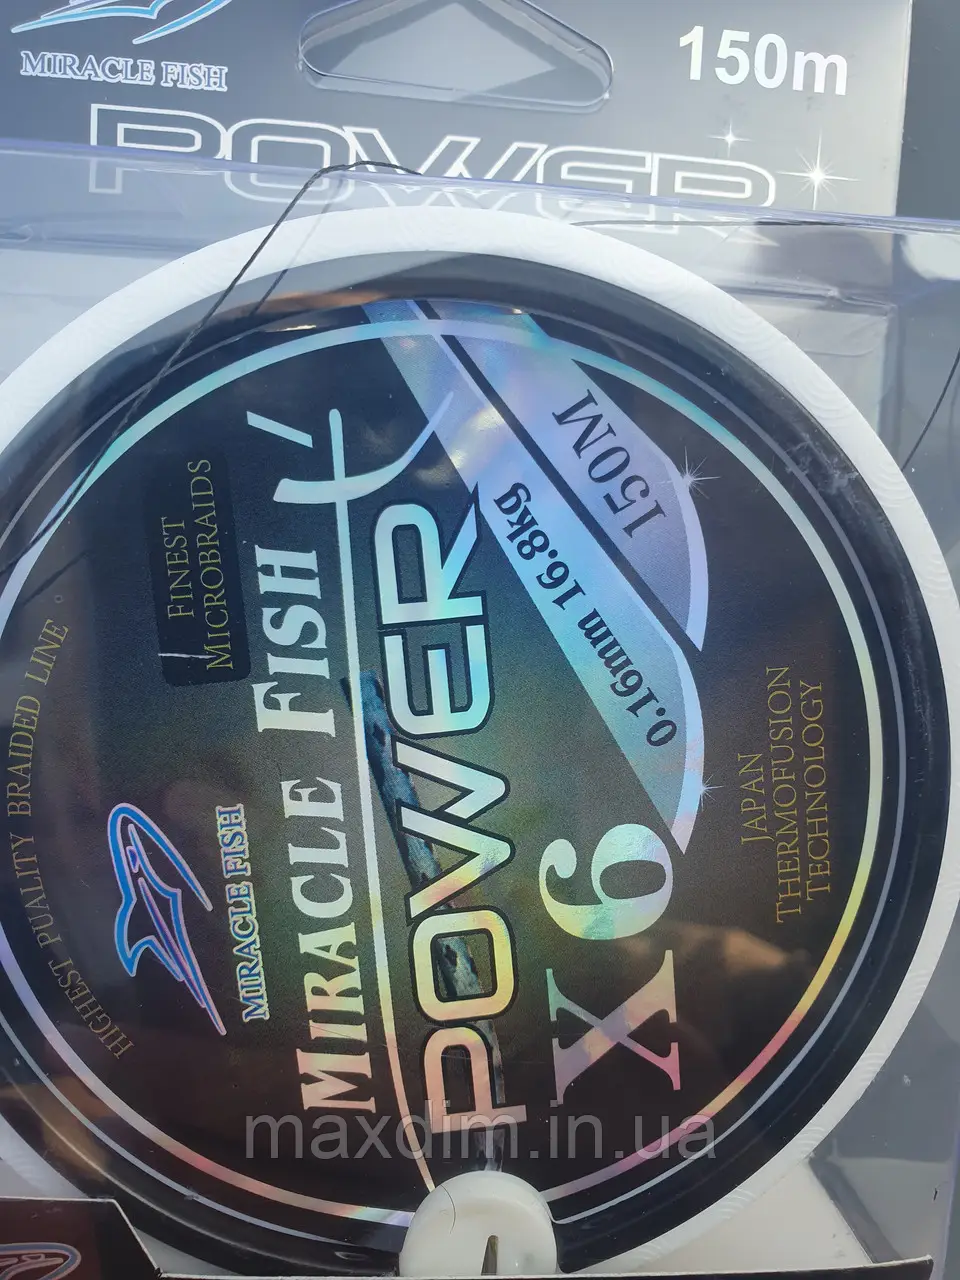 MIRACLE FISH
150m
POWER
HIGHEST PUALITY BRAIDED LINE
FINEST
MICROBRAIDS
MIRACLE FISH
MIRACLE FISH
POWER
X6
150M
0.16mm 16.8kg
JAPAN
THERMOFUSION
TECHNOLOGY
maxdim.in.ua